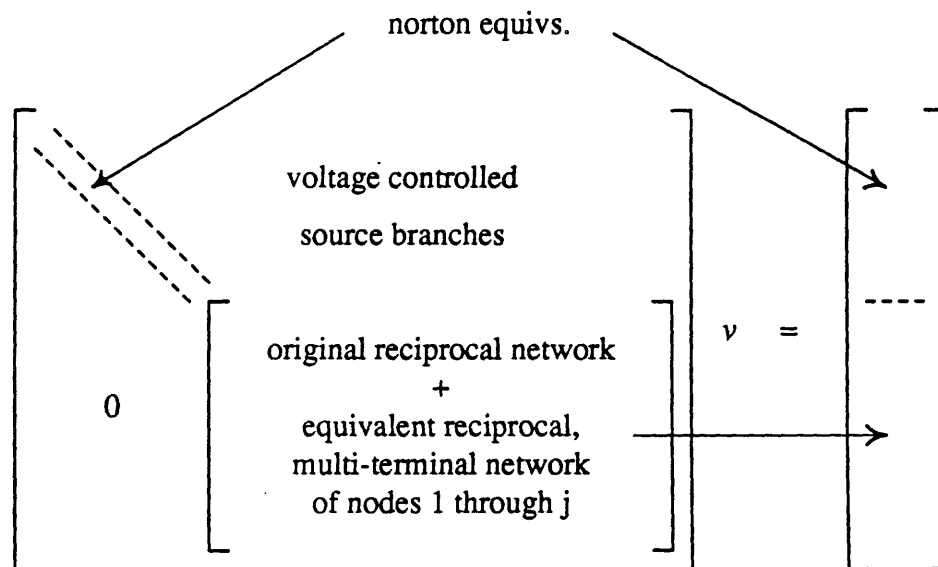 norton equivs.
voltage controlled
source branches
original reciprocal network
+
equivalent reciprocal,
multi-terminal network
of nodes 1 through j
0
v =